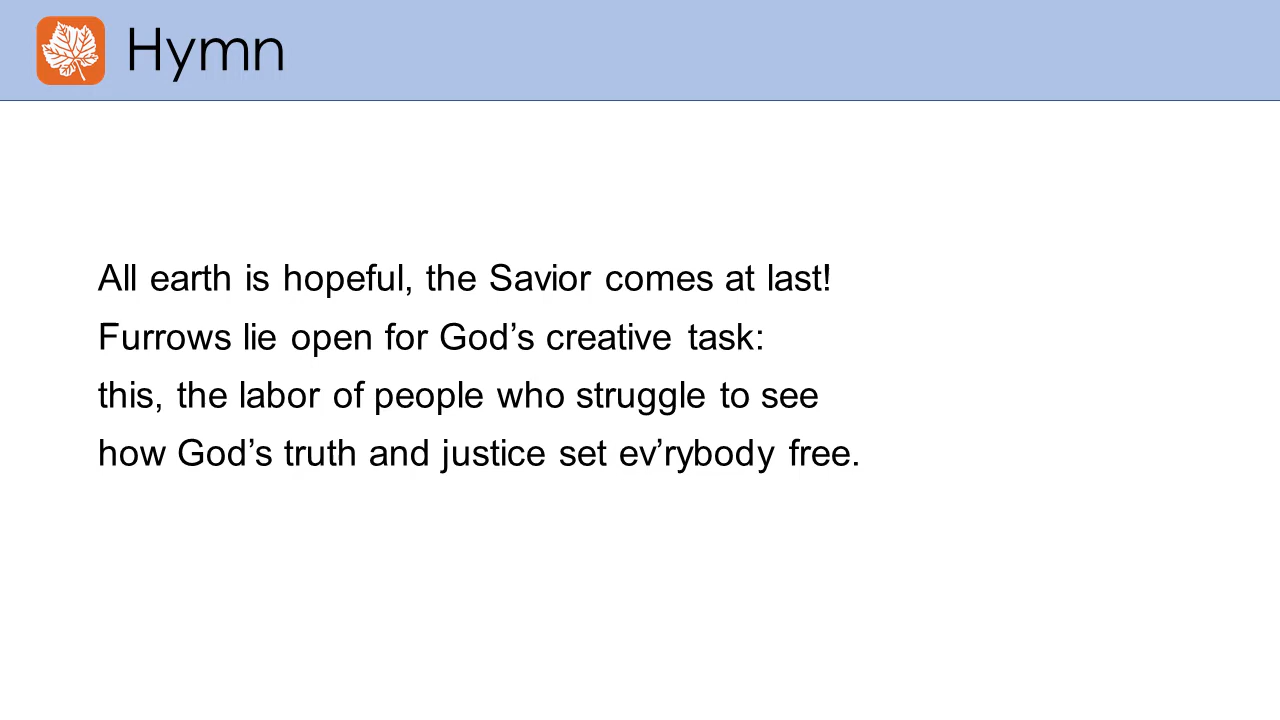 Hymn
All earth is hopeful, the Savior comes at last!
Furrows lie open for God’s creative task:
this, the labor of people who struggle to see
how God’s truth and justice set ev’rybody free.